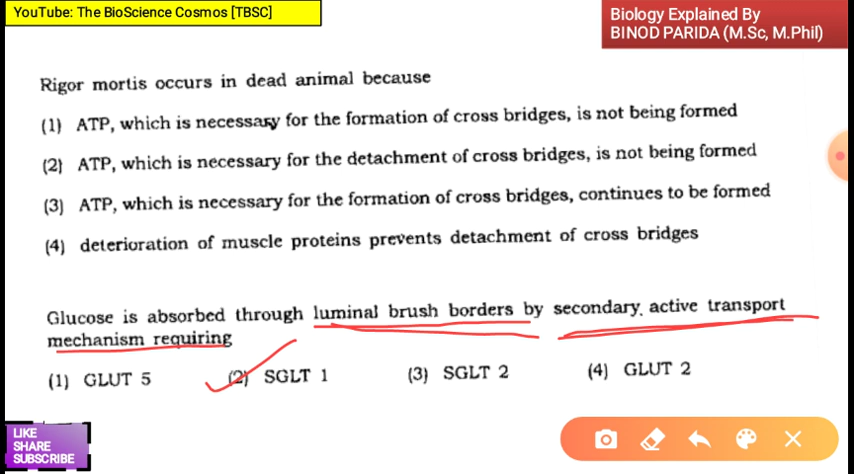 YouTube: The BioScience Cosmos [TBSC]
Biology Explained By
BINOD PARIDA (M.Sc, M.Phil)
Rigor mortis occurs in dead animal because
(1) ATP, which is necessary for the formation of cross bridges, is not being formed
(2) ATP, which is necessary for the detachment of cross bridges, is not being formed
(3) ATP, which is necessary for the formation of cross bridges, continues to be formed
(4) deterioration of muscle proteins prevents detachment of cross bridges
Glucose is absorbed through luminal brush borders by secondary active transport
mechanism requiring
(1) GLUT 5 (2) SGLT 1 (3) SGLT 2 (4) GLUT 2
LIKE
SHARE
SUBSCRIBE